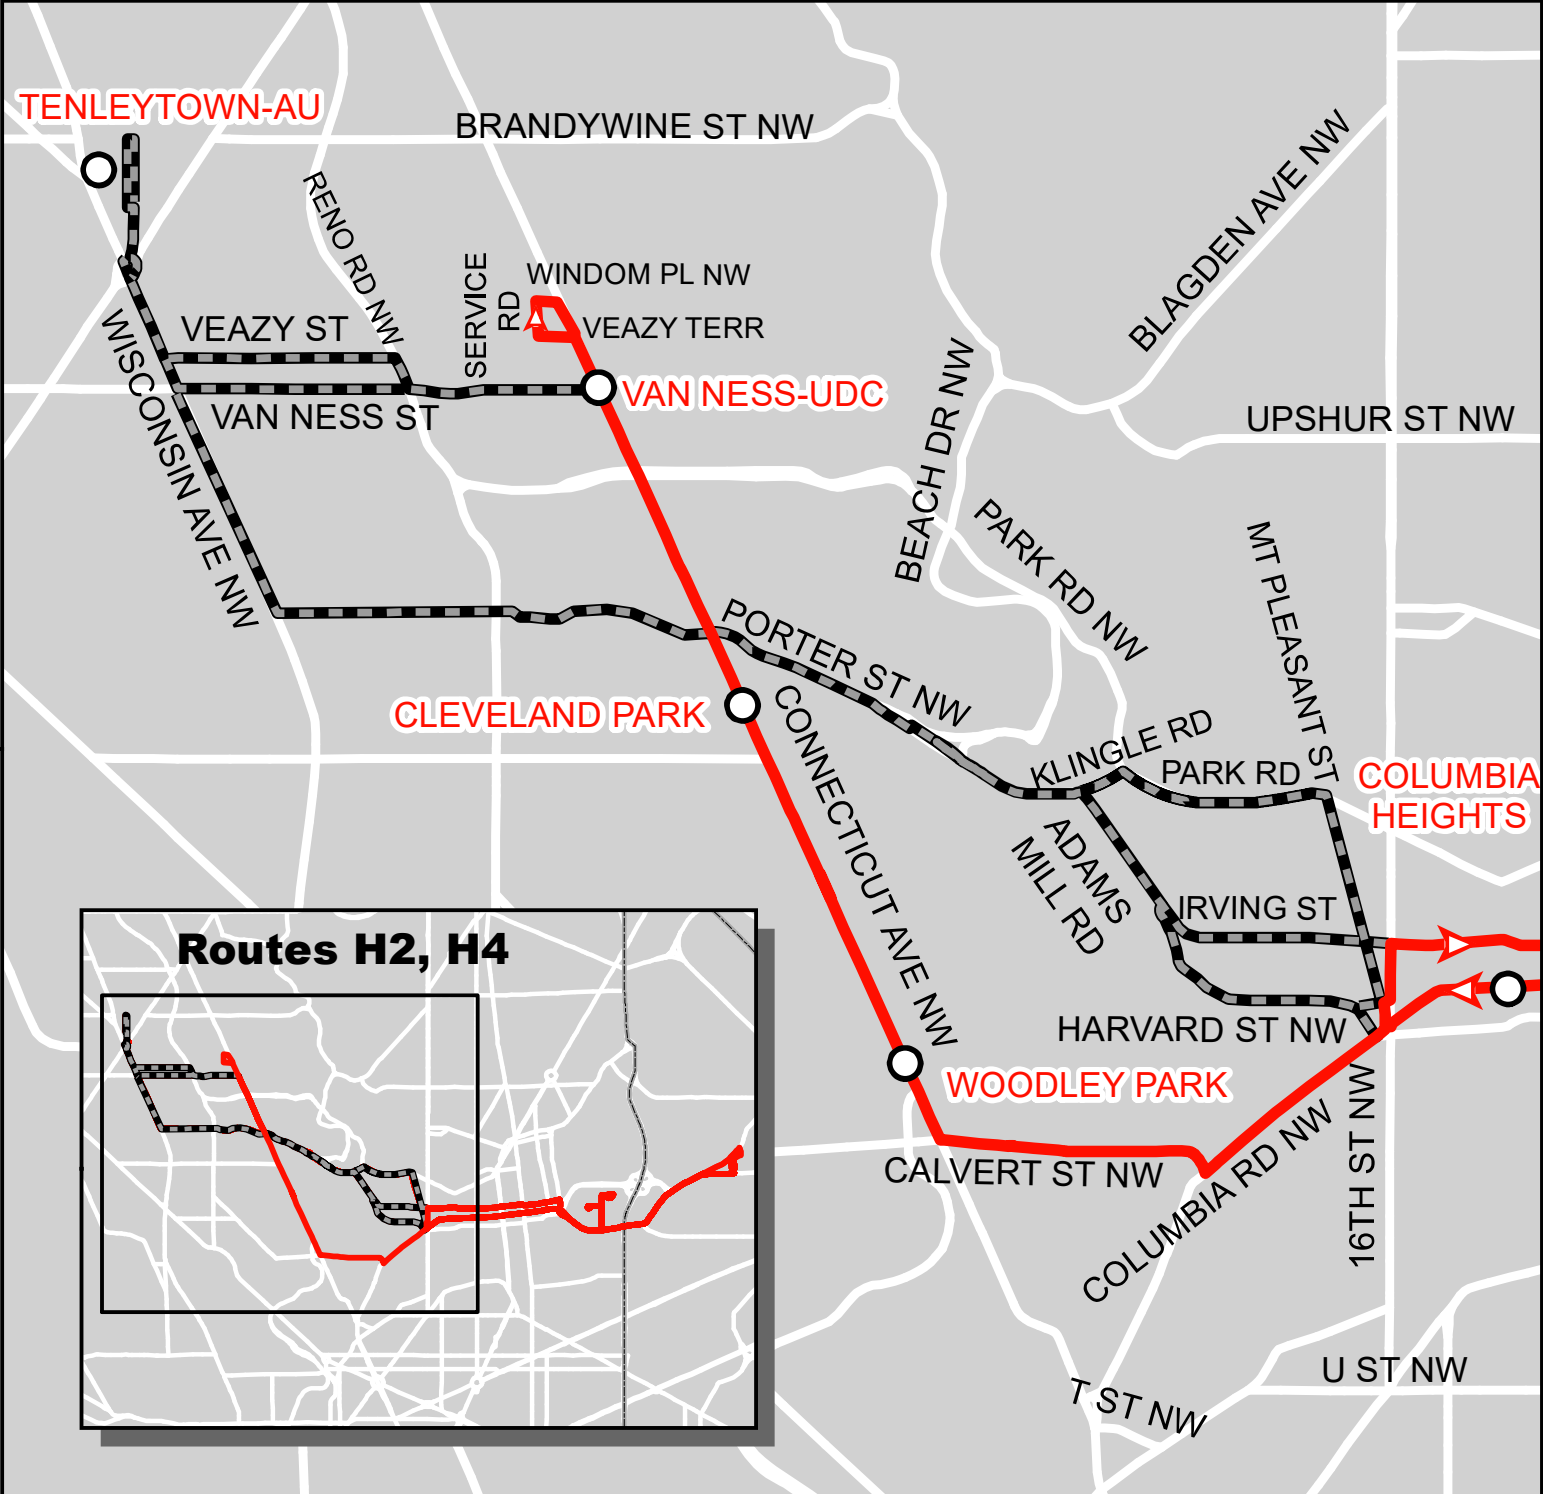 TENLEYTOWN-AU
BRANDYWINE ST NW
BLAGDEN AVE NW
RENO RD NW
SERVICE
RD
WINDOM PL NW
VEAZY ST
VEAZY TERR
WISCONSIN AVE NW
VAN NESS-UDC
VAN NESS ST
BEACH DR NW
UPSHUR ST NW
PARK RD NW
MT PLEASANT ST
PORTER ST NW
CLEVELAND PARK
CONNECTICUT AVE NW
KLINGLE RD
PARK RD
COLUMBIA
HEIGHTS
ADAMS
MILL RD
IRVING ST
Routes H2, H4
HARVARD ST NW
WOODLEY PARK
CALVERT ST NW
COLUMBIA RD NW
16TH ST NW
U ST NW
T ST NW